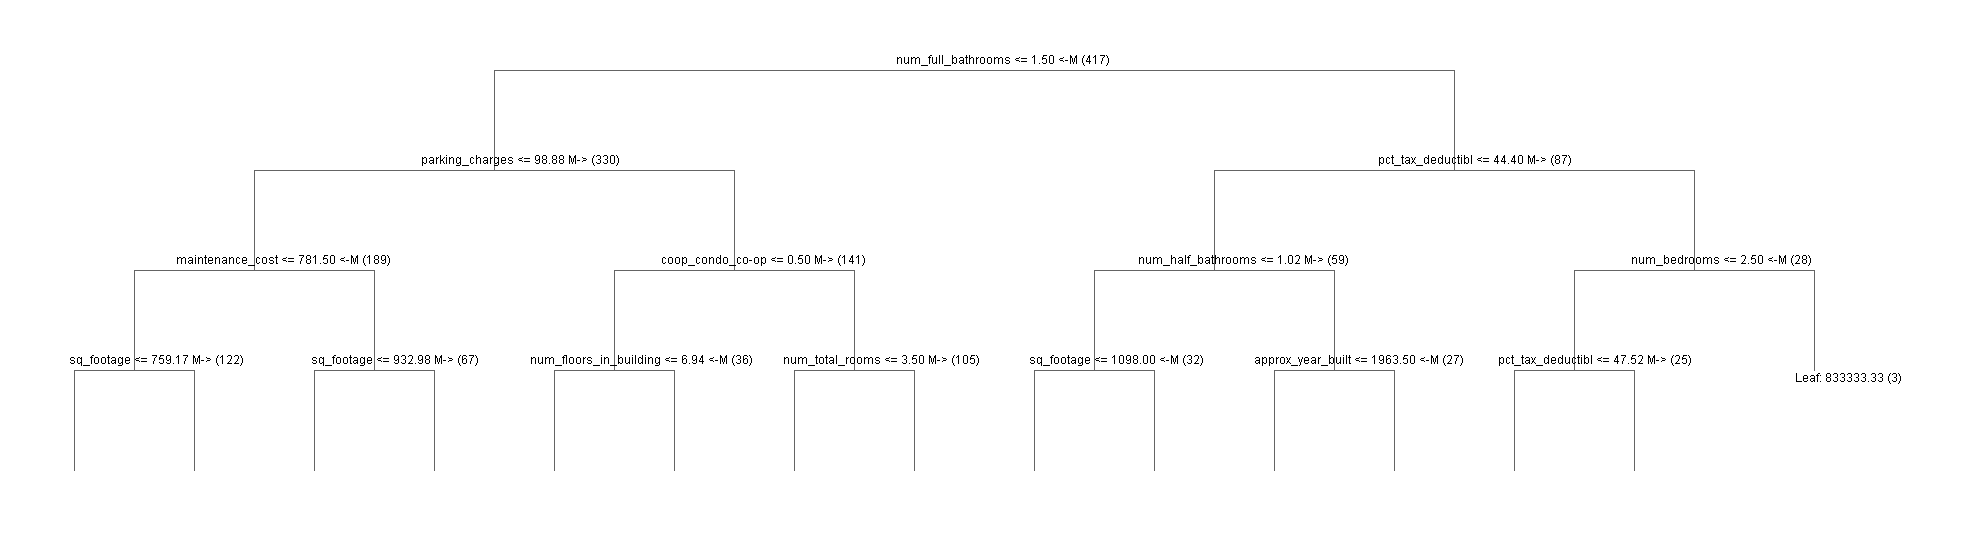 num_full_bathrooms <= 1.50 <-M (417)
parking_charges <= 98.88 M-> (330)
pct_tax_deductibl <= 44.40 M-> (87)
maintenance_cost <= 781.50 <-M (189)
coop_condo_co-op <= 0.50 M-> (141)
num_half_bathrooms <= 1.02 M-> (59)
num_bedrooms <= 2.50 <-M (28)
sq_footage <= 759.17 M-> (122)
sq_footage <= 932.98 M-> (67)
num_floors_in_building <= 6.94 <-M (36)
num_total_rooms <= 3.50 M-> (105)
sq_footage <= 1098.00 <-M (32)
approx_year_built <= 1963.50 <-M (27)
pct_tax_deductibl <= 47.52 M-> (25)
Leaf: 833333.33 (3)